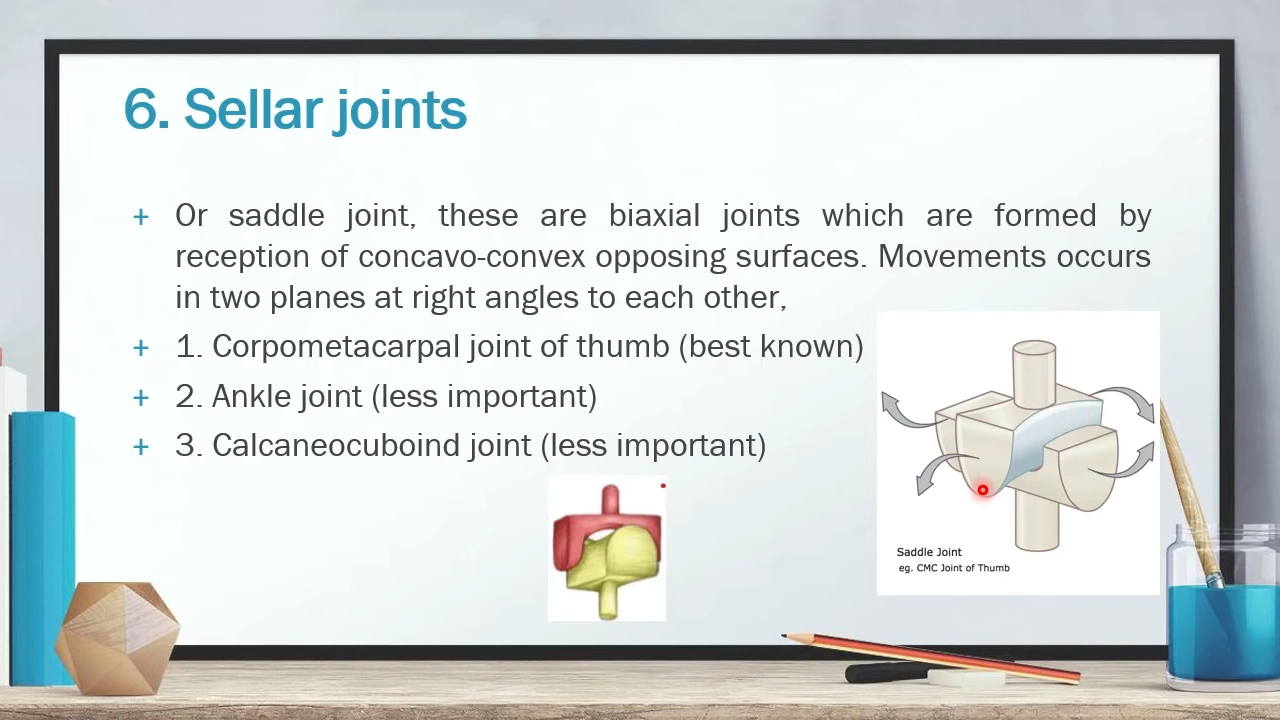 6. Sellar joints
+ Or saddle joint, these are biaxial joints which are formed by
reception of concavo-convex opposing surfaces. Movements occurs
in two planes at right angles to each other,
+ 1. Corpometacarpal joint of thumb (best known)
+ 2. Ankle joint (less important)
+ 3. Calcaneocuboind joint (less important)
Saddle Joint
eg. CMC Joint of Thumb